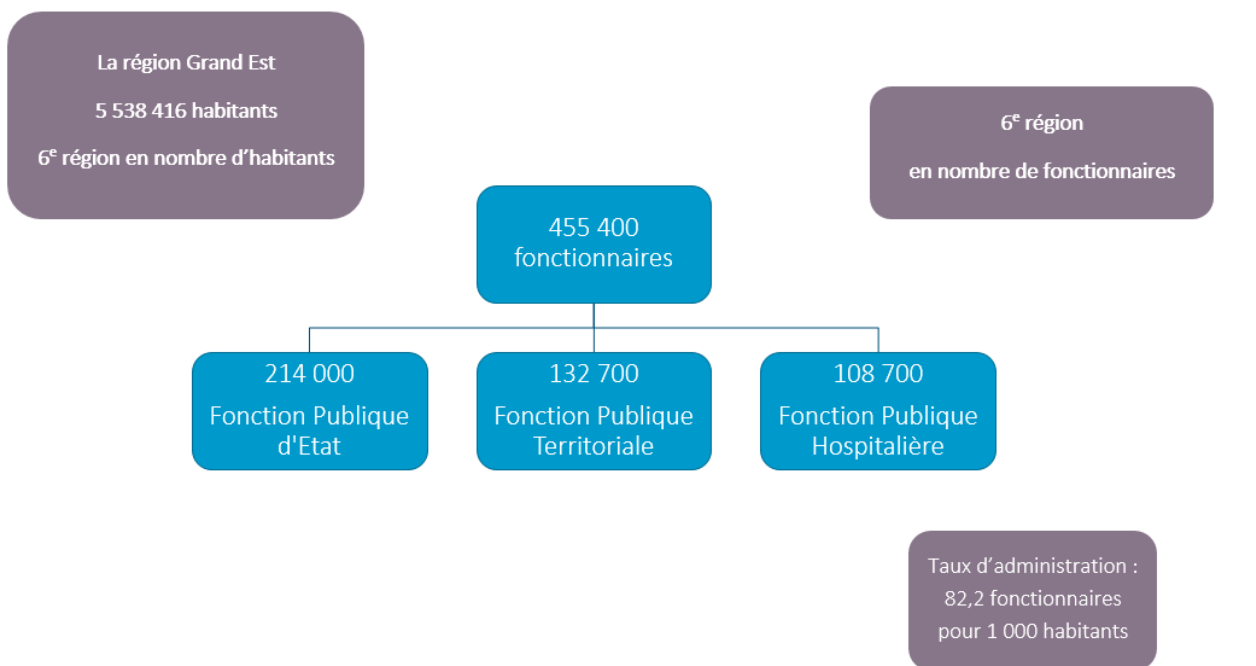 La région Grand Est
5 538 416 habitants
6e région en nombre d'habitants
6e région
en nombre de fonctionnaires
455 400
fonctionnaires
214 000
Fonction Publique
d'Etat
132 700
Fonction Publique
Territoriale
108 700
Fonction Publique
Hospitalière
Taux d'administration :
82,2 fonctionnaires
pour 1 000 habitants